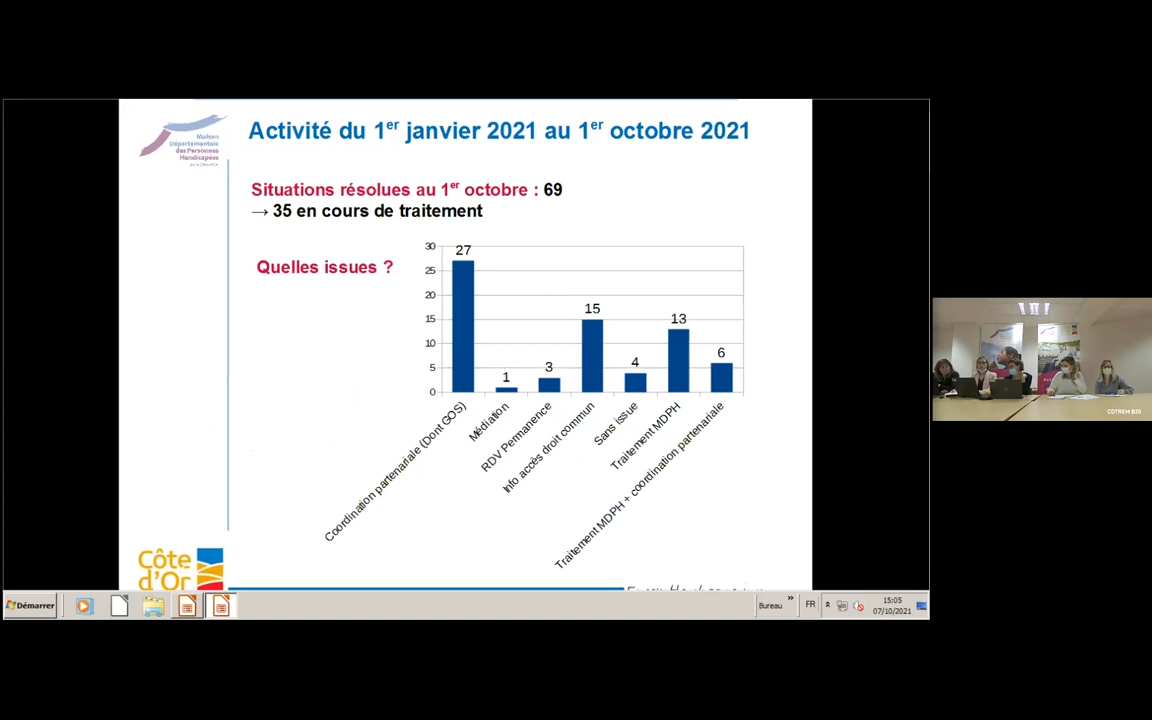 Maison
Départementale
des Personnes
Handicapées
Activité du 1er janvier 2021 au 1er octobre 2021
Situations résolues au 1er octobre : 69
→ 35 en cours de traitement
Quelles issues ?
30
25
20
15
10
5
0
27
1
3
15
4
13
6
Coordination partenariale (Dont GOS)
Médiation
RDV Permanence
Info accès droit commun
Sans issue
Traitement MDPH
Traitement MDPH + coordination partenariale
Côte
d'Or
Démarrer
Bureau
»
FR
15:05
07/10/2021
COTREM B20